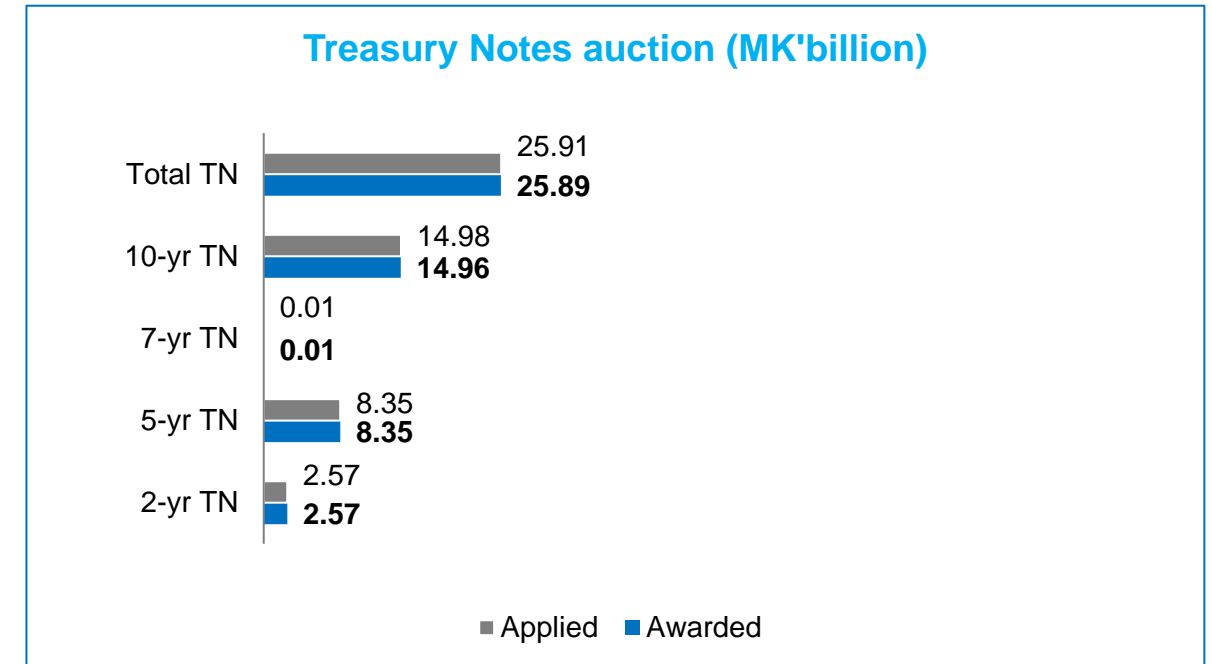 Treasury Notes auction (MK'billion)
Total TN
25.91
25.89
10-yr TN
14.98
14.96
7-yr TN
0.01
0.01
5-yr TN
8.35
8.35
2-yr TN
2.57
2.57
Applied Awarded